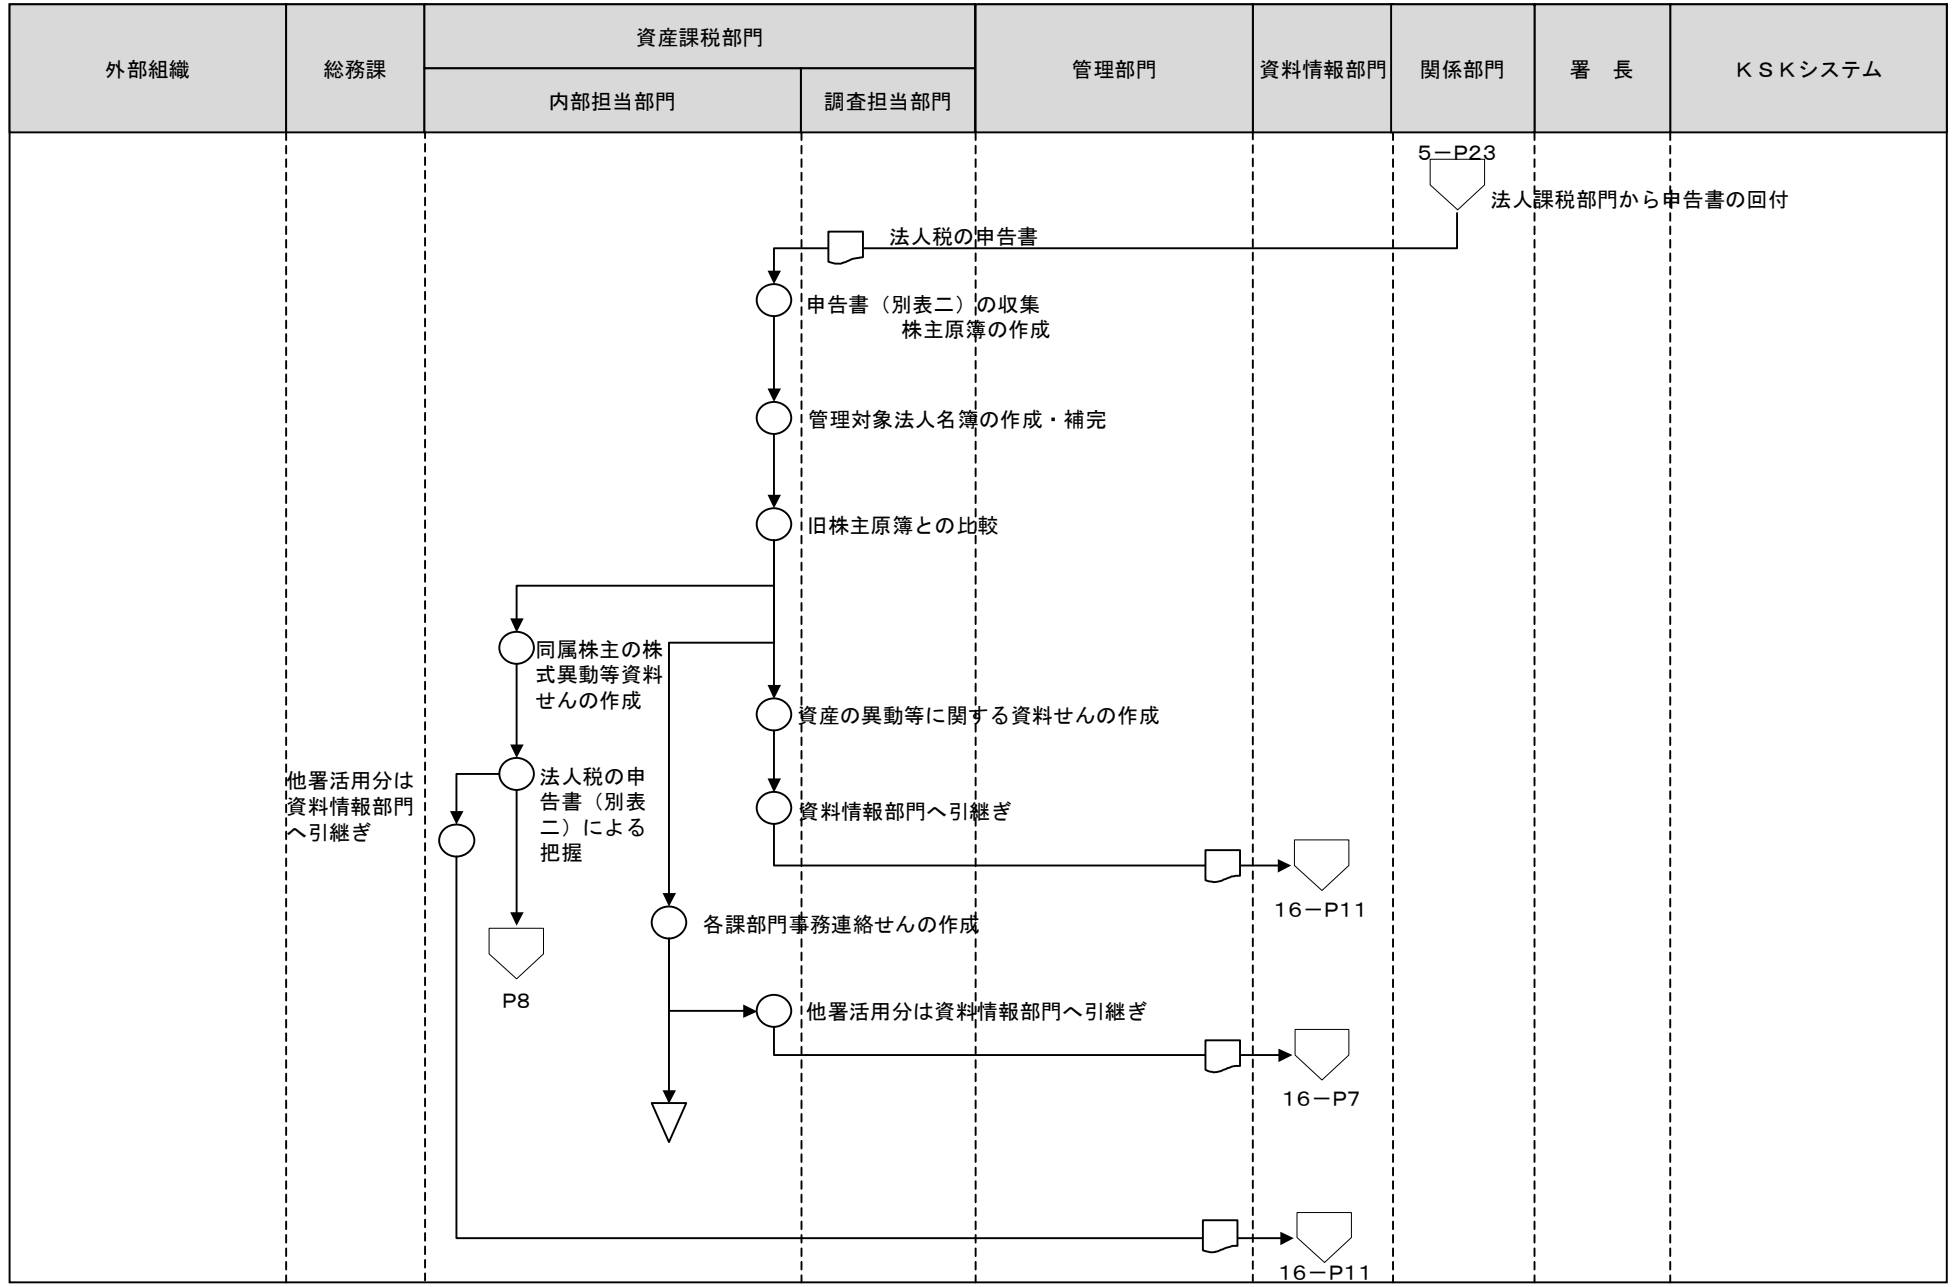 外部組織
総務課
資産課税部門
内部担当部門
調査担当部門
管理部門
資料情報部門
関係部門
署　長
ＫＳＫシステム
5－P23
法人課税部門から申告書の回付
法人税の申告書
申告書（別表二）の収集
株主原簿の作成
管理対象法人名簿の作成・補完
旧株主原簿との比較
同属株主の株
式異動等資料
せんの作成
資産の異動等に関する資料せんの作成
他署活用分は
資料情報部門
へ引継ぎ
法人税の申
告書（別表
二）による
把握
資料情報部門へ引継ぎ
16－P11
各課部門事務連絡せんの作成
P8
他署活用分は資料情報部門へ引継ぎ
16－P7
16－P11